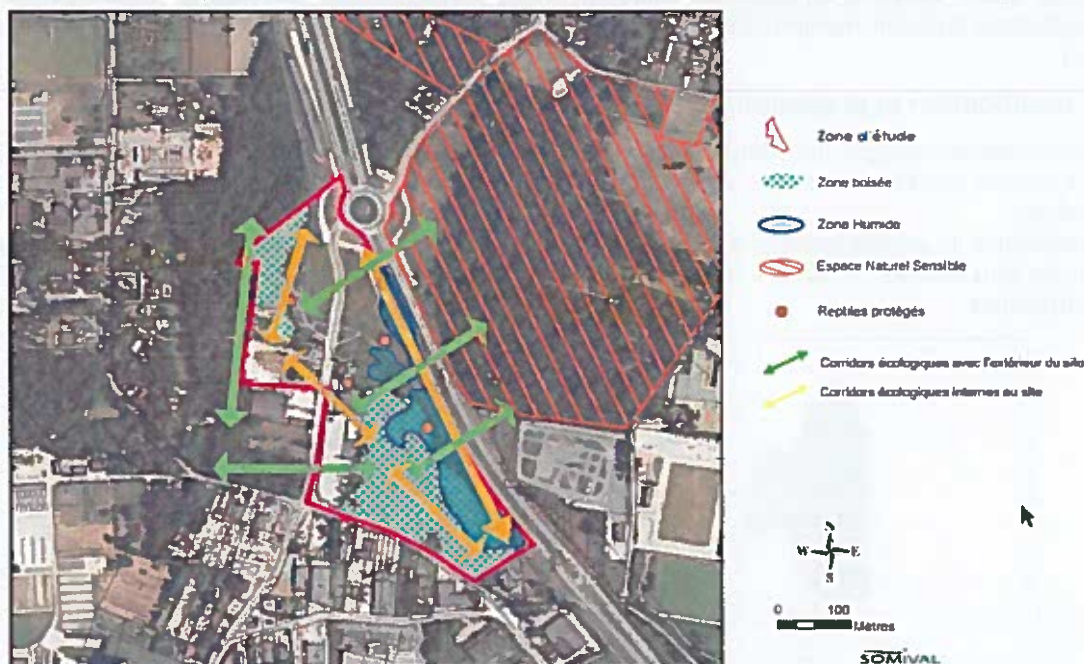 Zone d'étude
Zone boisée
Zone Humide
Espace Naturel Sensible
Reptiles protégés
Corridors écologiques avec l'extérieur du site
Corridors écologiques internes au site
N
W E
S
0 100
Mètres
SOMIVAL